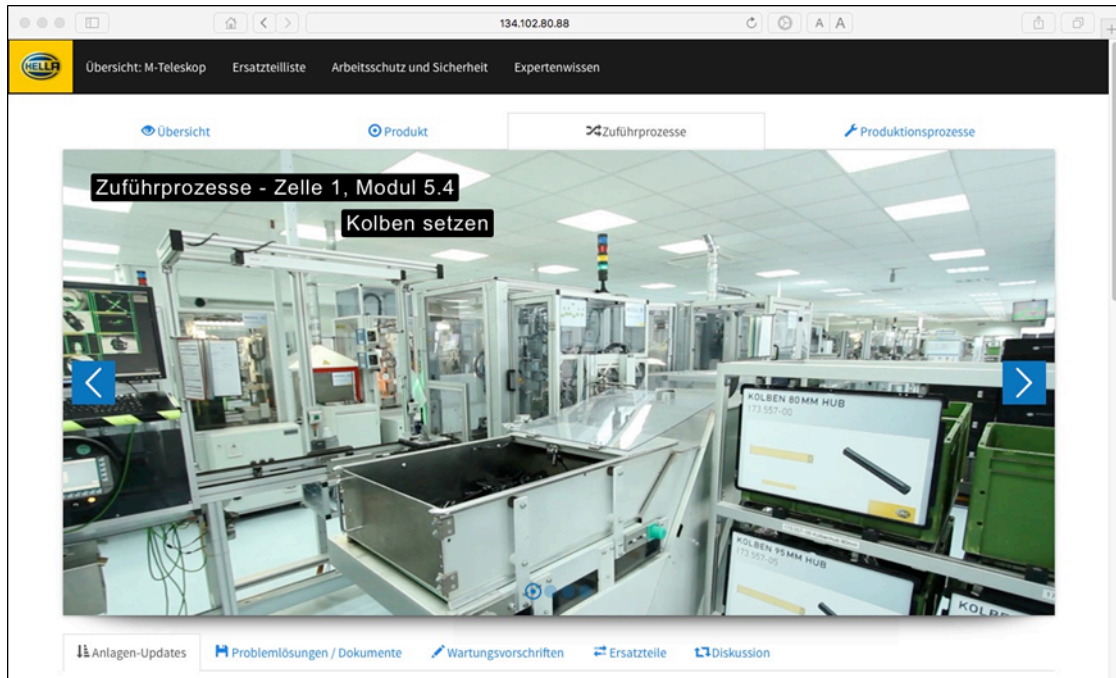 134.102.80.88
A A
HELLA
Übersicht: M-Teleskop Ersatzteilliste Arbeitsschutz und Sicherheit Expertenwissen
Übersicht Produkt Zuführprozesse Produktionsprozesse
Zuführprozesse - Zelle 1, Modul 5.4
Kolben setzen
KOLBEN 80MM HUB
173.557-00
KOLBEN 95MM HUB
173.557-05
KOLB
Anlagen-Updates Problemlösungen / Dokumente Wartungsvorschriften Ersatzteile Diskussion